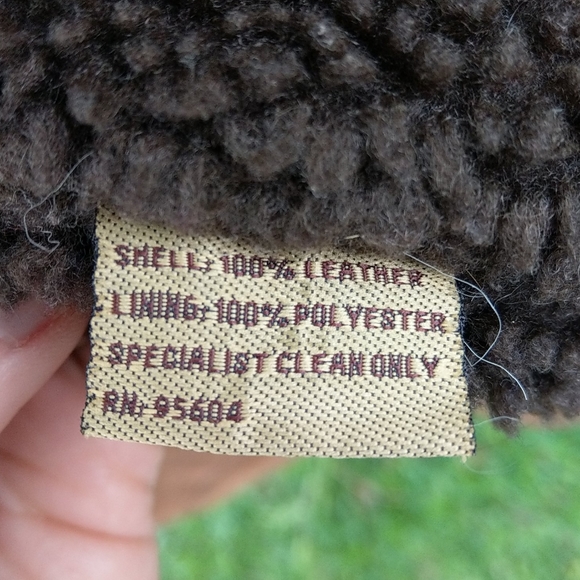 SHELL: 100% LEATHER
LINING: 100% POLYESTER
SPECIALIST CLEAN ONLY
RN: 95604